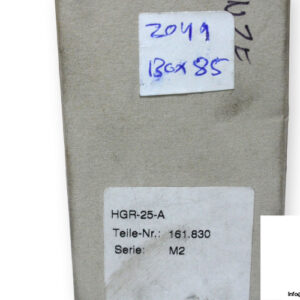 2049
Box 85
HGR-25-A
Teile-Nr.: 161.830
Serie: M2